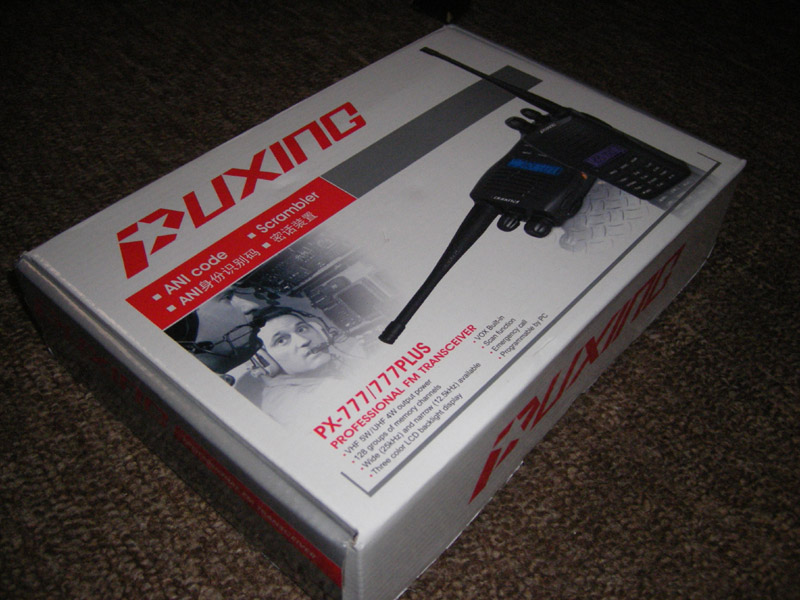 PUXING
▪ ANI code ▪ Scrambler
▪ ANI身份识别码 ▪ 密话装置
PX-777/777PLUS
PROFESSIONAL FM TRANSCEIVER
· VHF 5W/UHF 4W output power
· 128 groups of memory channels
· Wide (25kHz) and narrow (12.5kHz) available
· Three color LCD backlight display
· VOX Built-In
· Scan function
· Emergency call
· Programmable by PC
PUXING